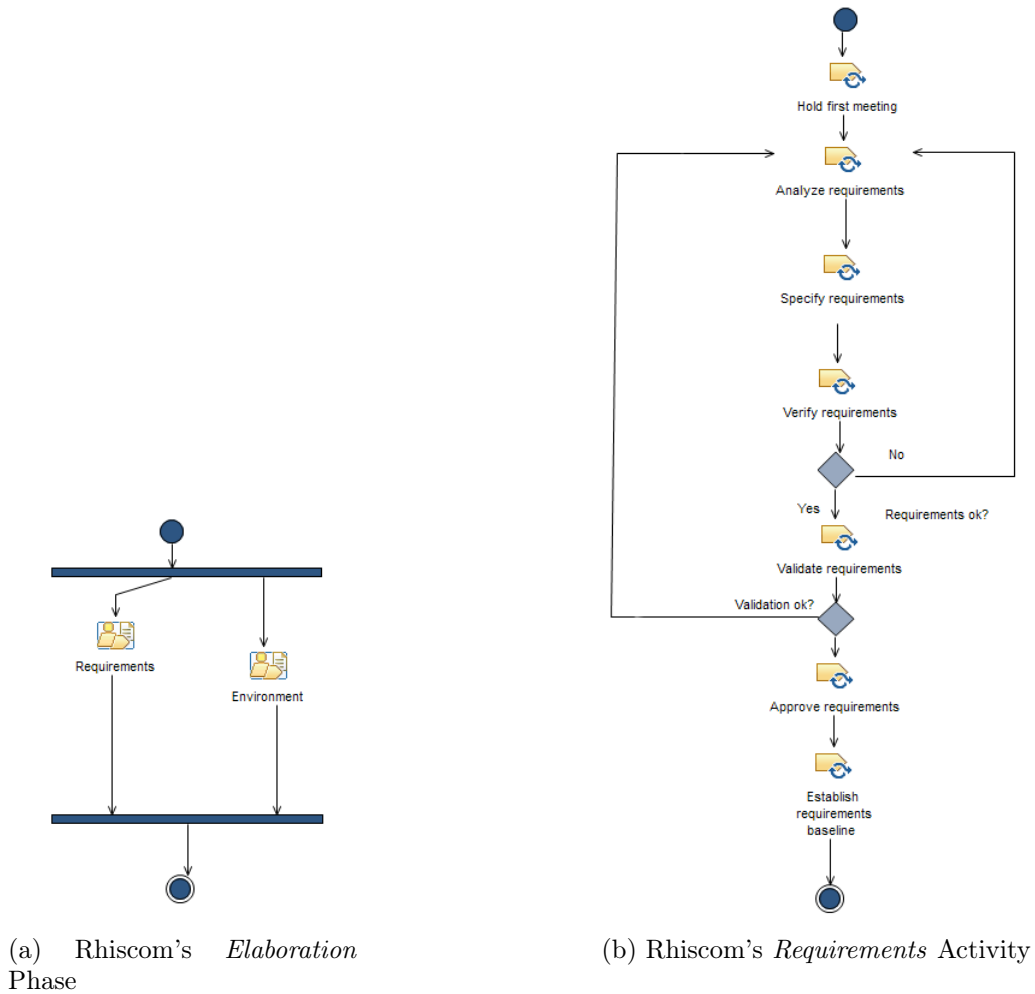 Hold first meeting
Analyze requirements
Specify requirements
Verify requirements
No
Yes
Requirements ok?
Validate requirements
Validation ok?
Approve requirements
Establish
requirements
baseline
Requirements
Environment
(a) Rhiscom's Elaboration
Phase
(b) Rhiscom's Requirements Activity